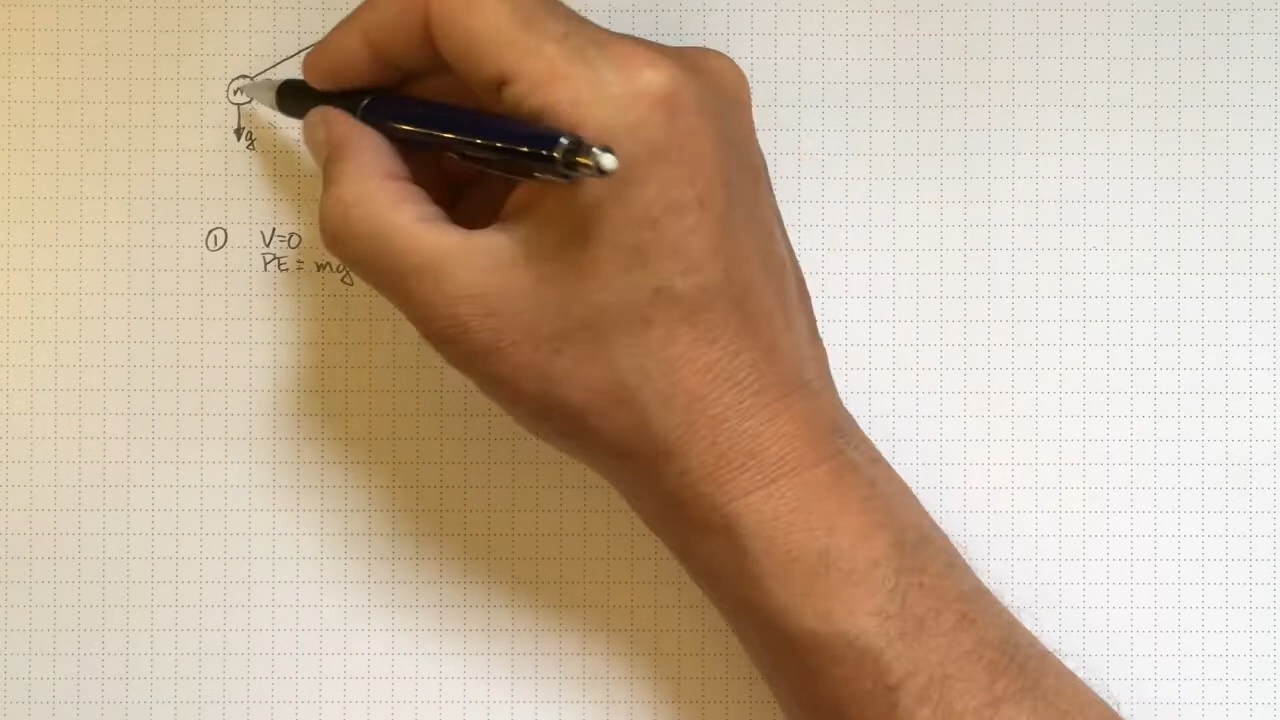 m
g
① V=0
PE = mg